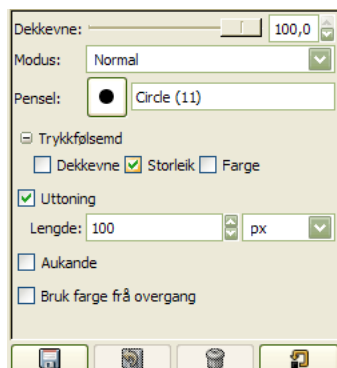 Dekkevne: 100,0
Modus: Normal
Pensel: Circle (11)
Trykkfølsemd
Dekkevne Storleik Farge
Uttoning
Lengde: 100 px
Aukande
Bruk farge frå overgang